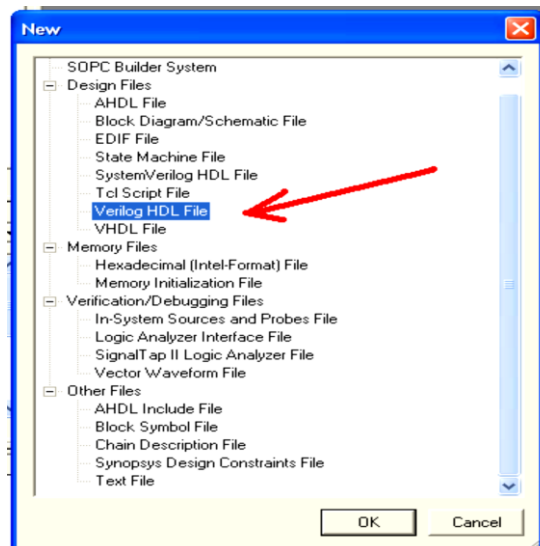 New
SOPC Builder System
Design Files
AHDL File
Block Diagram/Schematic File
EDIF File
State Machine File
SystemVerilog HDL File
Tcl Script File
Verilog HDL File
VHDL File
Memory Files
Hexadecimal (Intel-Format) File
Memory Initialization File
Verification/Debugging Files
In-System Sources and Probes File
Logic Analyzer Interface File
SignalTap II Logic Analyzer File
Vector Waveform File
Other Files
AHDL Include File
Block Symbol File
Chain Description File
Synopsys Design Constraints File
Text File
OK Cancel